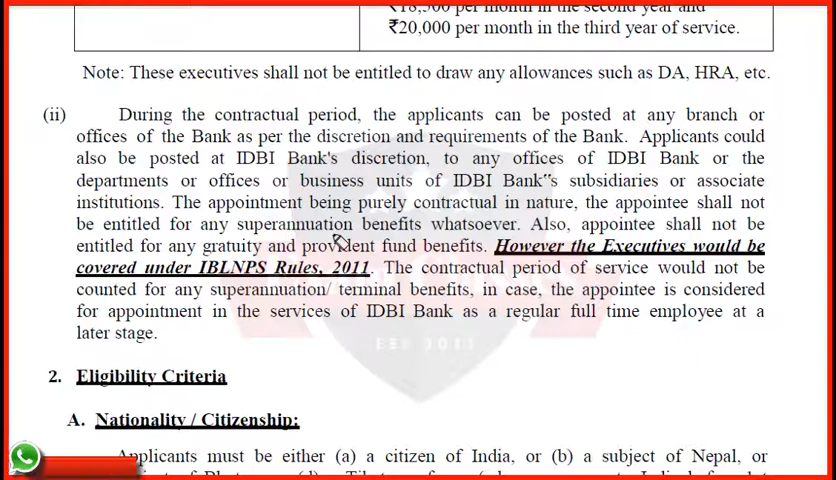 ₹18,500 per month in the second year and
₹20,000 per month in the third year of service.
Note: These executives shall not be entitled to draw any allowances such as DA, HRA, etc.
(ii) During the contractual period, the applicants can be posted at any branch or
offices of the Bank as per the discretion and requirements of the Bank. Applicants could
also be posted at IDBI Bank's discretion, to any offices of IDBI Bank or the
departments or offices or business units of IDBI Bank‟s subsidiaries or associate
institutions. The appointment being purely contractual in nature, the appointee shall not
be entitled for any superannuation benefits whatsoever. Also, appointee shall not be
entitled for any gratuity and provident fund benefits. However the Executives would be
covered under IBLNPS Rules, 2011. The contractual period of service would not be
counted for any superannuation/ terminal benefits, in case, the appointee is considered
for appointment in the services of IDBI Bank as a regular full time employee at a
later stage.
2. Eligibility Criteria
A. Nationality / Citizenship:
Applicants must be either (a) a citizen of India, or (b) a subject of Nepal, or